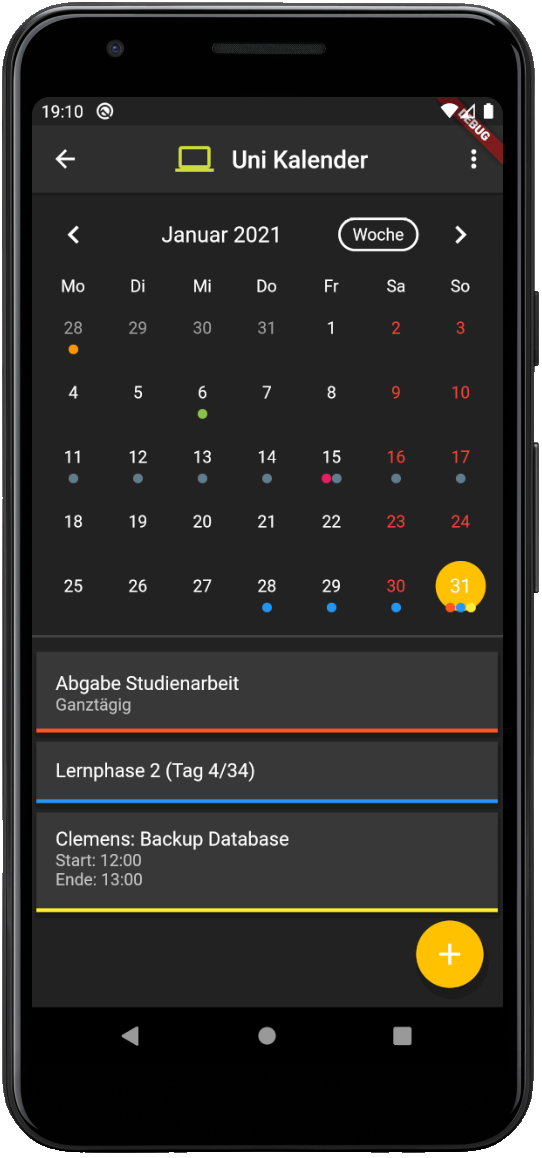 19:10
DEBUG
Uni Kalender
Januar 2021 Woche
Mo Di Mi Do Fr Sa So
28 29 30 31 1 2 3
4 5 6 7 8 9 10
11 12 13 14 15 16 17
18 19 20 21 22 23 24
25 26 27 28 29 30 31
Abgabe Studienarbeit
Ganztägig
Lernphase 2 (Tag 4/34)
Clemens: Backup Database
Start: 12:00
Ende: 13:00